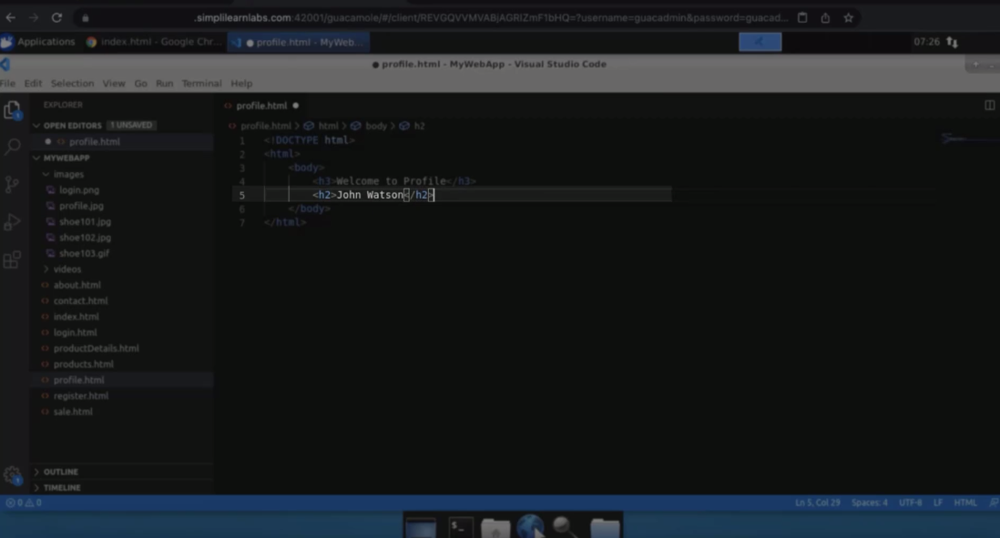 .simplilearnlabs.com:42001/guacamole/#/client/REVGQVVMVABjAGRIZmF1bHQ=?username=guacadmin&password=guacad...
Applications index.html - Google Chr... profile.html - MyWeb... 07:26
profile.html - MyWebApp - Visual Studio Code
File Edit Selection View Go Run Terminal Help
EXPLORER
OPEN EDITORS 1 UNSAVED
profile.html
MYWEBAPP
images
login.png
profile.jpg
shoe101.jpg
shoe102.jpg
shoe103.gif
videos
about.html
contact.html
index.html
login.html
productDetails.html
products.html
profile.html
register.html
sale.html
OUTLINE
TIMELINE
profile.html
profile.html > html > body > h2
1 <!DOCTYPE html>
2 <html>
3 <body>
4 <h3>Welcome to Profile</h3>
5 <h2>John Watson</h2>
6 </body>
7 </html>
0 0 Ln 5, Col 29 Spaces: 4 UTF-8 LF HTML